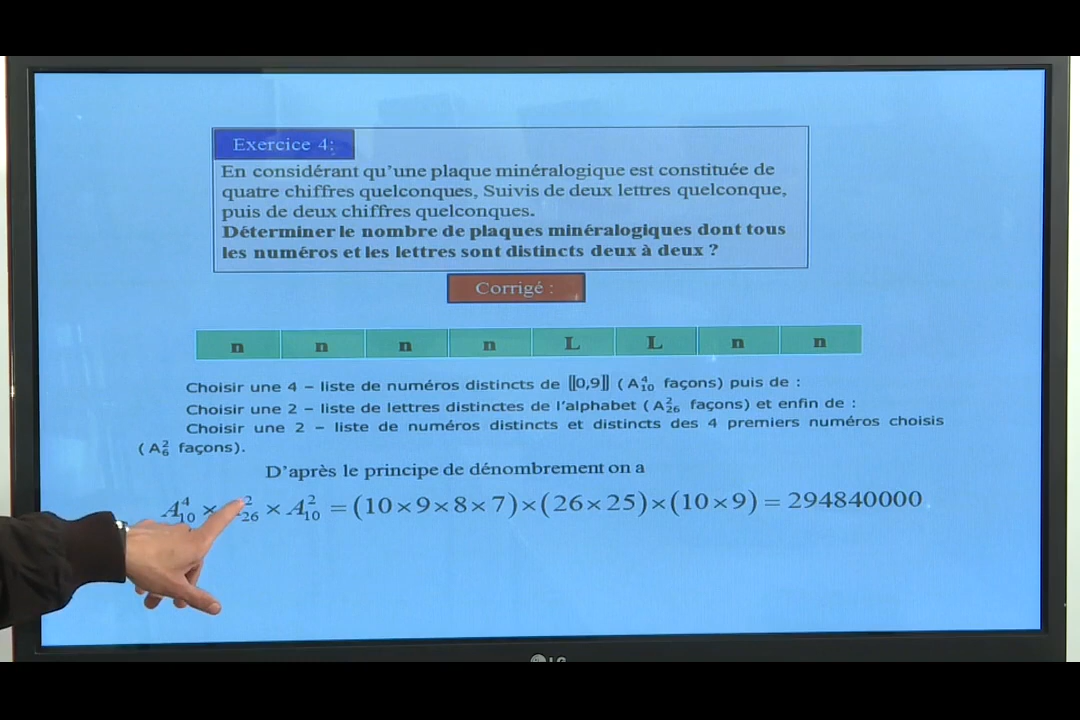 Exercice 4:
En considérant qu'une plaque minéralogique est constituée de
quatre chiffres quelconques, Suivis de deux lettres quelconque,
puis de deux chiffres quelconques.
Déterminer le nombre de plaques minéralogiques dont tous
les numéros et les lettres sont distincts deux à deux ?
Corrigé :
n n n n L L n n
Choisir une 4 – liste de numéros distincts de ⟦0,9⟧ ( A₁₀⁴ façons) puis de :
Choisir une 2 – liste de lettres distinctes de l'alphabet ( A₂₆² façons) et enfin de :
Choisir une 2 – liste de numéros distincts et distincts des 4 premiers numéros choisis
( A₆² façons).
D'après le principe de dénombrement on a
A₁₀⁴ × ₂₆² × A₁₀² = (10×9×8×7)×(26×25)×(10×9) = 294840000
LG